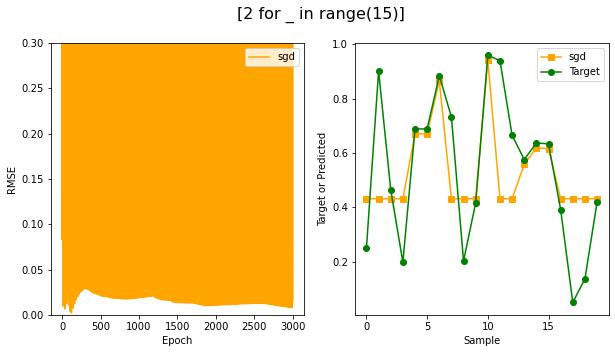 [2 for _ in range(15)]
0.30
0.25
0.20
0.15
0.10
0.05
0.00
RMSE
0 500 1000 1500 2000 2500 3000
Epoch
sgd
1.0
0.8
0.6
0.4
0.2
Target or Predicted
0 5 10 15
Sample
sgd
Target